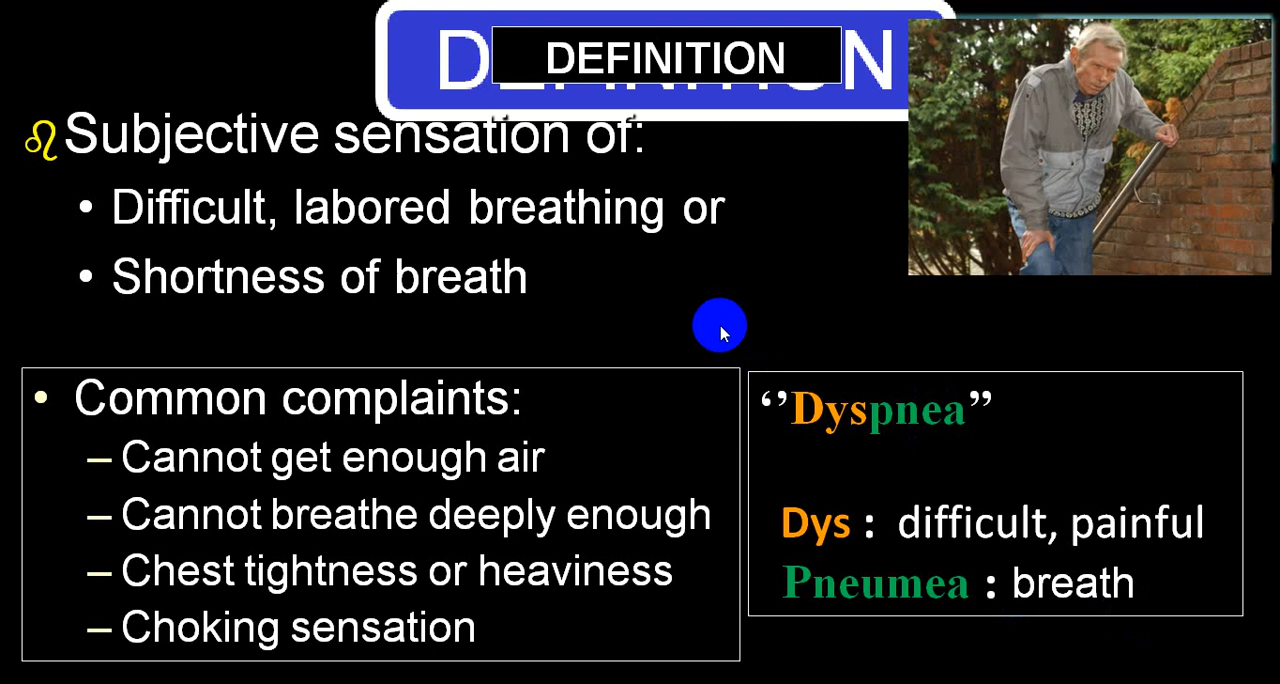 DEFINITION
DEFINITION
Subjective sensation of:
• Difficult, labored breathing or
• Shortness of breath
• Common complaints:
– Cannot get enough air
– Cannot breathe deeply enough
– Chest tightness or heaviness
– Choking sensation
‘’Dyspnea”
Dys : difficult, painful
Pneumea : breath